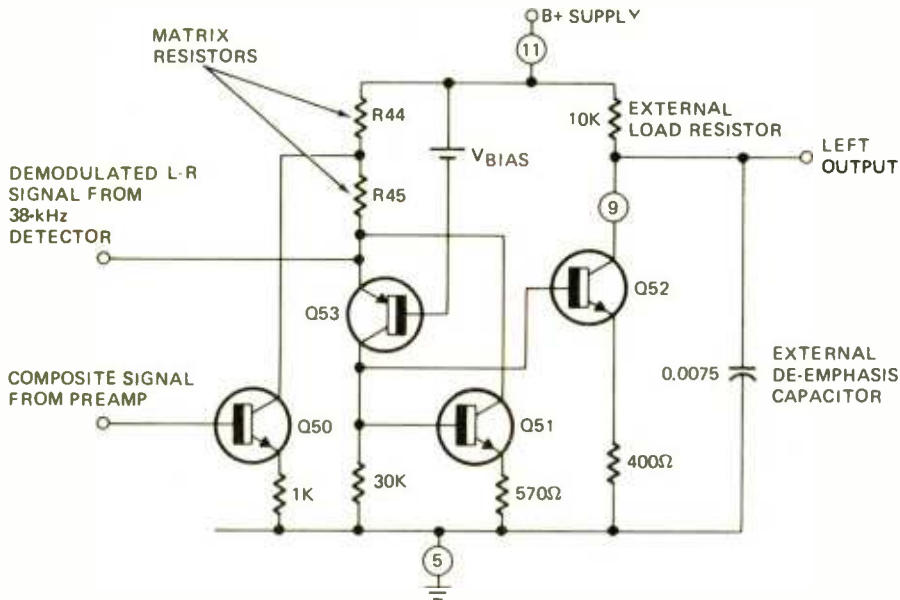 B+ SUPPLY
11
MATRIX
RESISTORS
R44
10K
EXTERNAL
LOAD RESISTOR
VBIAS
LEFT
OUTPUT
DEMODULATED L-R
SIGNAL FROM
38-kHz
DETECTOR
R45
9
Q53
Q52
COMPOSITE SIGNAL
FROM PREAMP
0.0075
EXTERNAL
DE-EMPHASIS
CAPACITOR
Q50
Q51
1K
30K
570Ω
400Ω
5